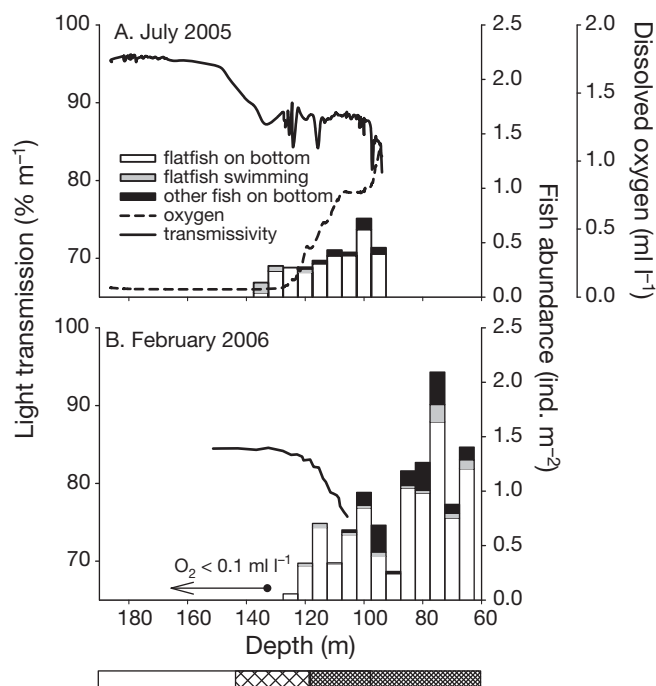 A. July 2005
100
90
80
70
Light transmission (% m⁻¹)
2.5
2.0
1.5
1.0
0.5
0.0
Fish abundance (ind. m⁻²)
2.0
1.5
1.0
0.5
0.0
Dissolved oxygen (ml l⁻¹)
flatfish on bottom
flatfish swimming
other fish on bottom
oxygen
transmissivity
B. February 2006
100
90
80
70
2.5
2.0
1.5
1.0
0.5
0.0
O₂ < 0.1 ml l⁻¹
180
160
140
120
100
80
60
Depth (m)